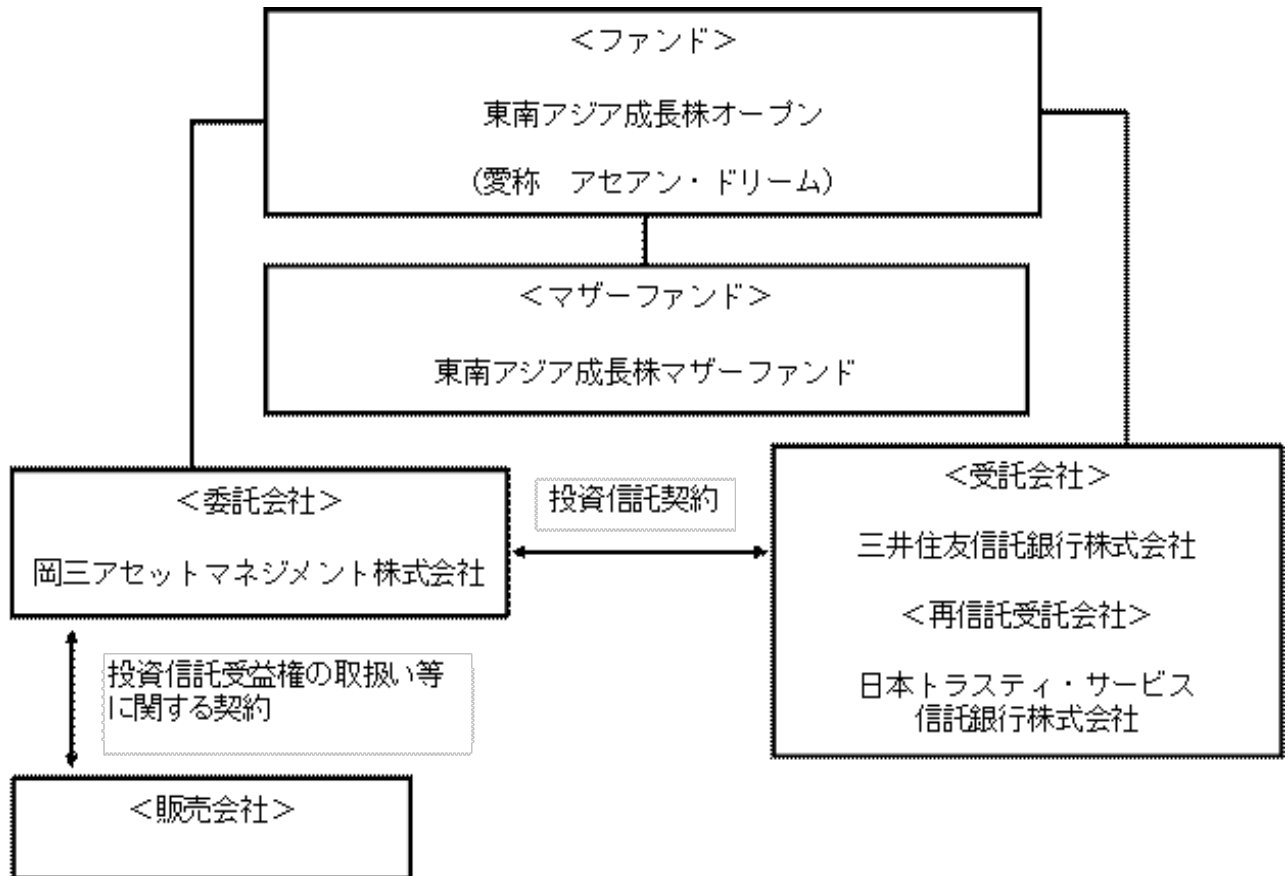 ＜ファンド＞
東南アジア成長株オープン
（愛称　アセアン・ドリーム）
＜マザーファンド＞
東南アジア成長株マザーファンド
＜委託会社＞
岡三アセットマネジメント株式会社
投資信託契約
＜受託会社＞
三井住友信託銀行株式会社
＜再信託受託会社＞
日本トラスティ・サービス
信託銀行株式会社
投資信託受益権の取扱い等
に関する契約
＜販売会社＞